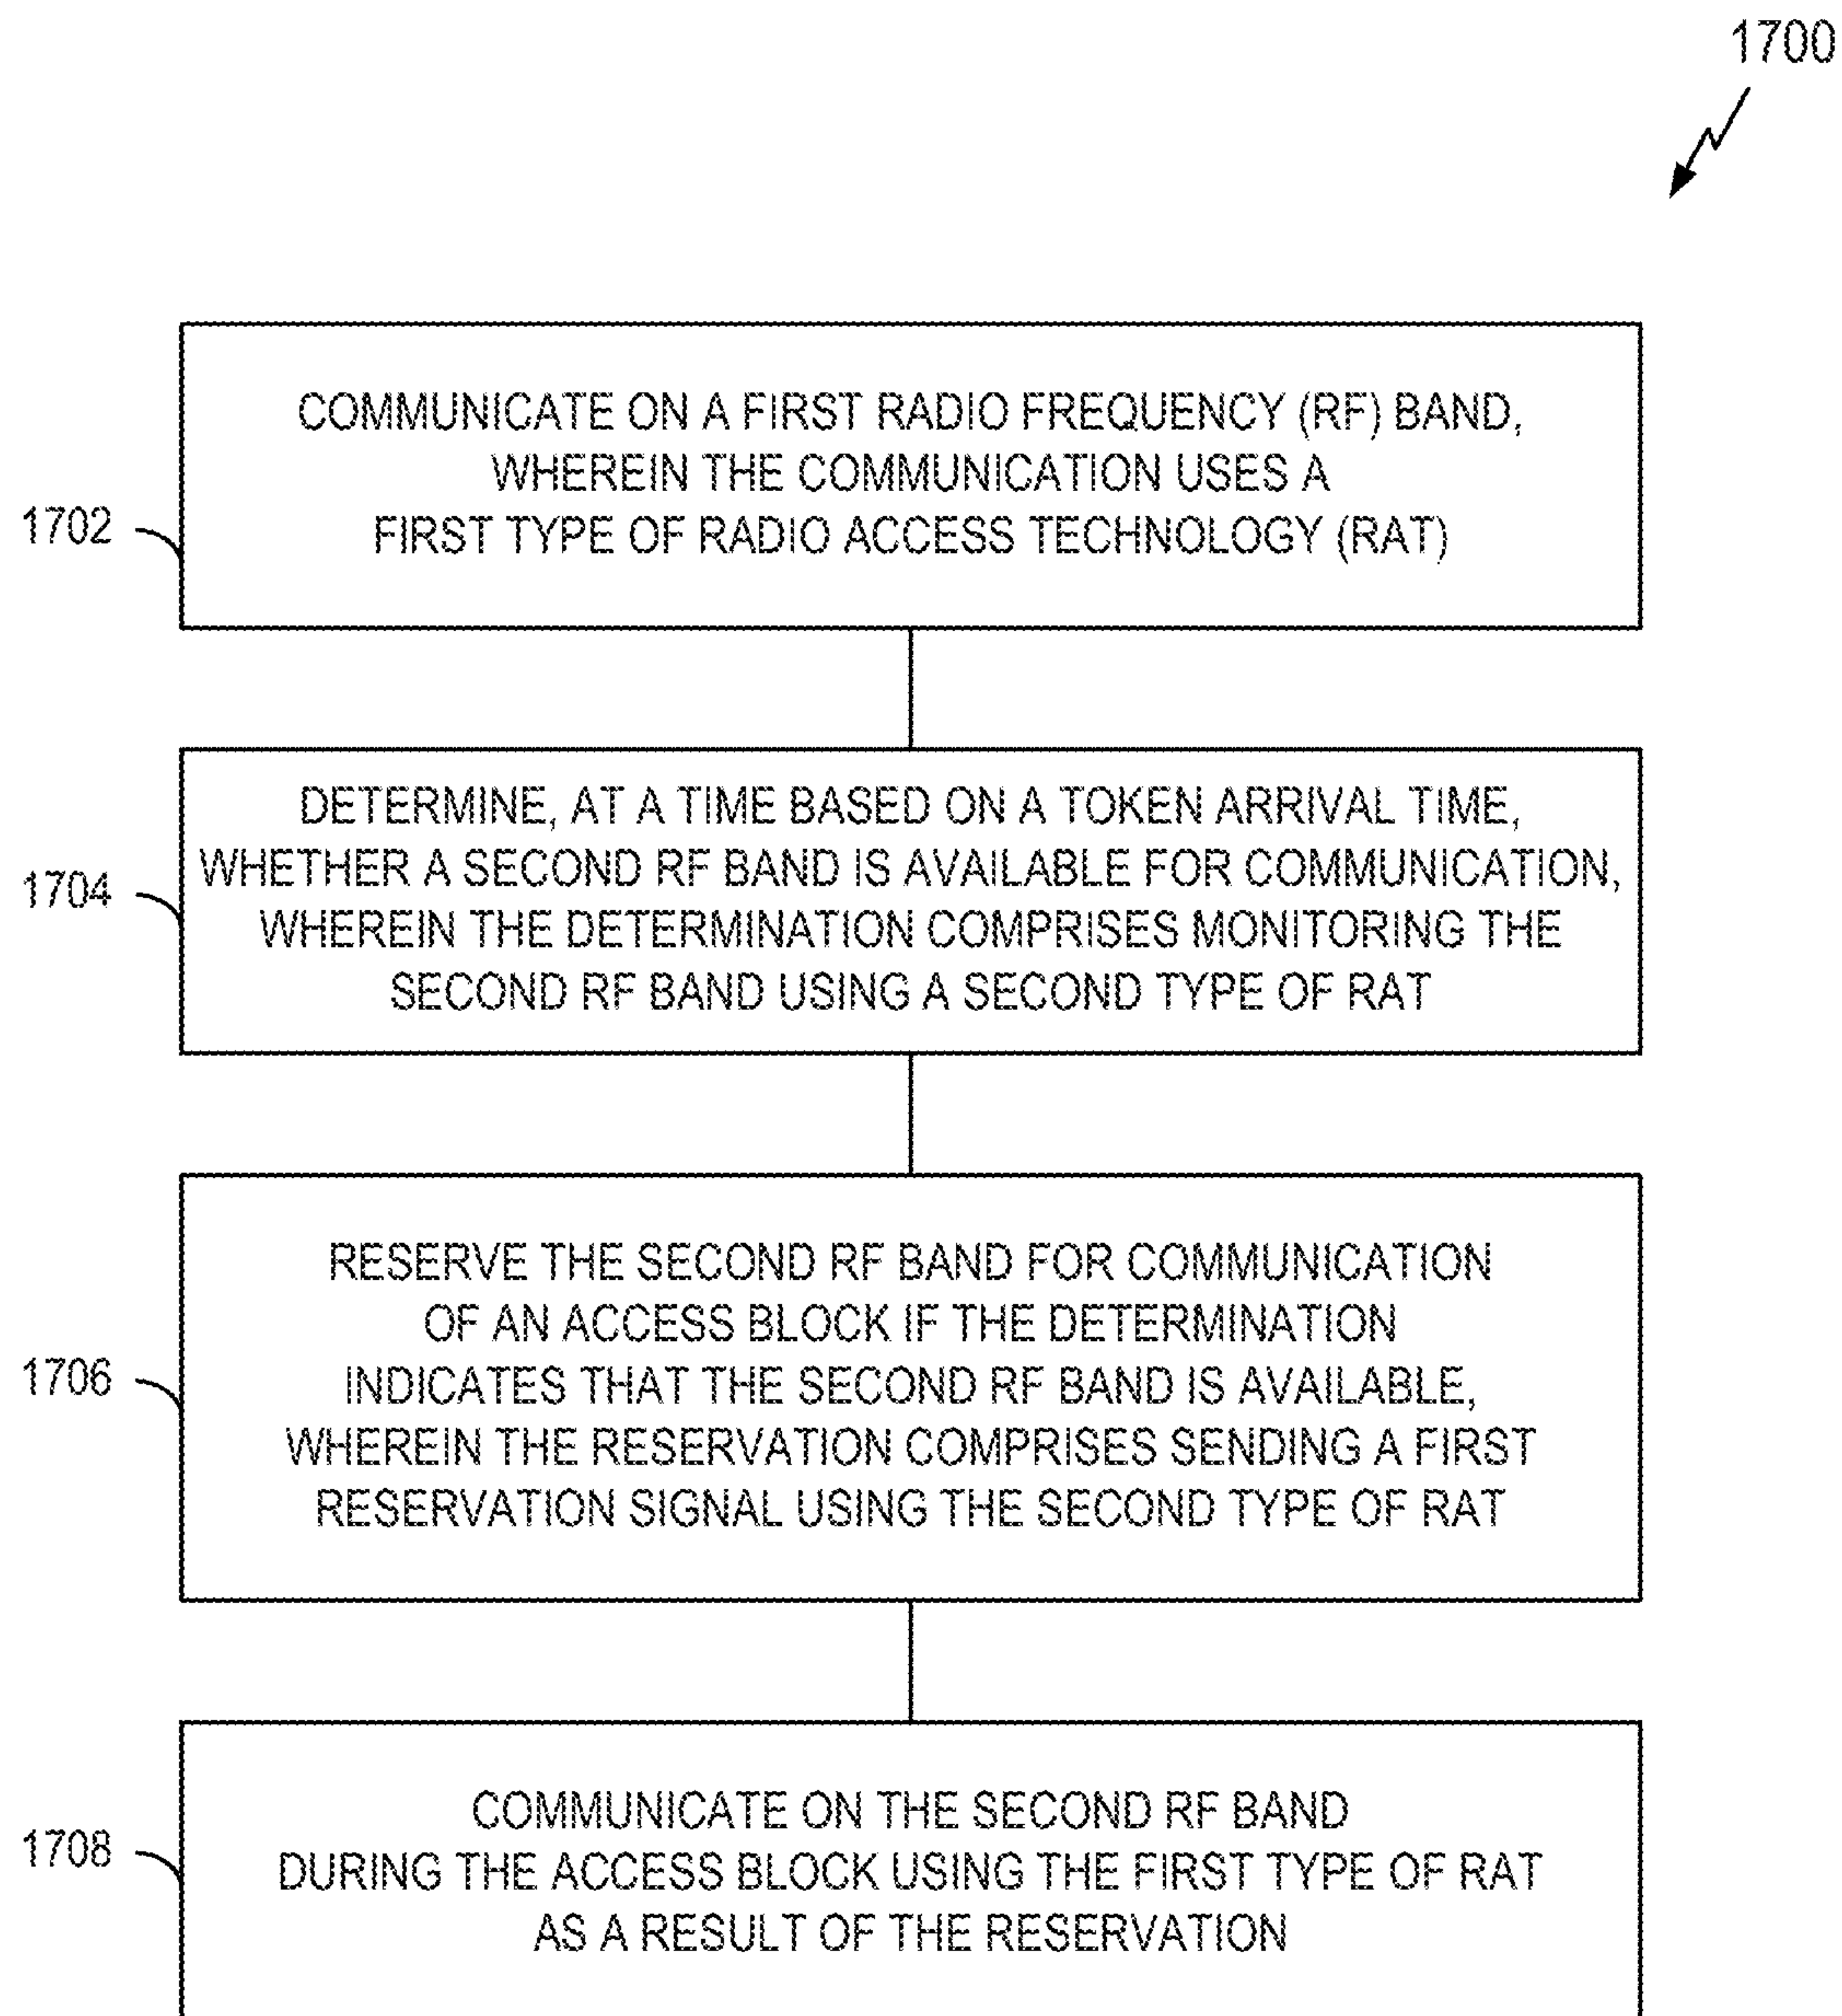 1700
COMMUNICATE ON A FIRST RADIO FREQUENCY (RF) BAND,
WHEREIN THE COMMUNICATION USES A
FIRST TYPE OF RADIO ACCESS TECHNOLOGY (RAT)
1702
DETERMINE, AT A TIME BASED ON A TOKEN ARRIVAL TIME,
WHETHER A SECOND RF BAND IS AVAILABLE FOR COMMUNICATION,
WHEREIN THE DETERMINATION COMPRISES MONITORING THE
SECOND RF BAND USING A SECOND TYPE OF RAT
1704
RESERVE THE SECOND RF BAND FOR COMMUNICATION
OF AN ACCESS BLOCK IF THE DETERMINATION
INDICATES THAT THE SECOND RF BAND IS AVAILABLE,
WHEREIN THE RESERVATION COMPRISES SENDING A FIRST
RESERVATION SIGNAL USING THE SECOND TYPE OF RAT
1706
COMMUNICATE ON THE SECOND RF BAND
DURING THE ACCESS BLOCK USING THE FIRST TYPE OF RAT
AS A RESULT OF THE RESERVATION
1708